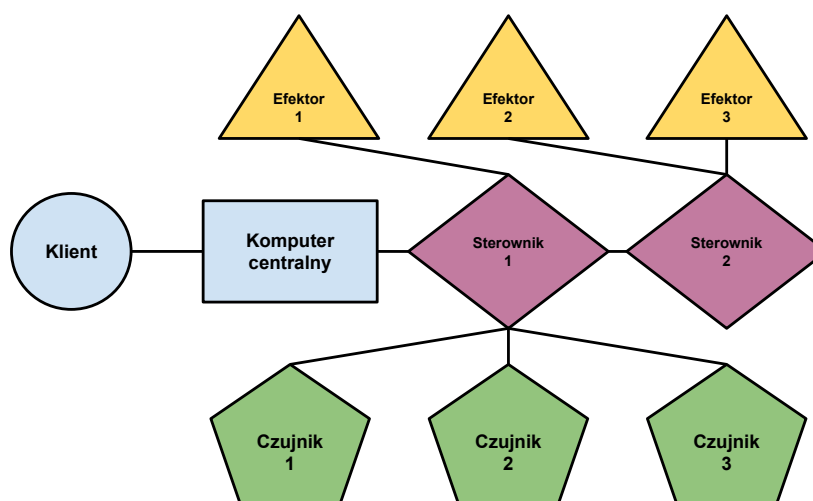 Efektor
1
Efektor
2
Efektor
3
Klient
Komputer
centralny
Sterownik
1
Sterownik
2
Czujnik
1
Czujnik
2
Czujnik
3